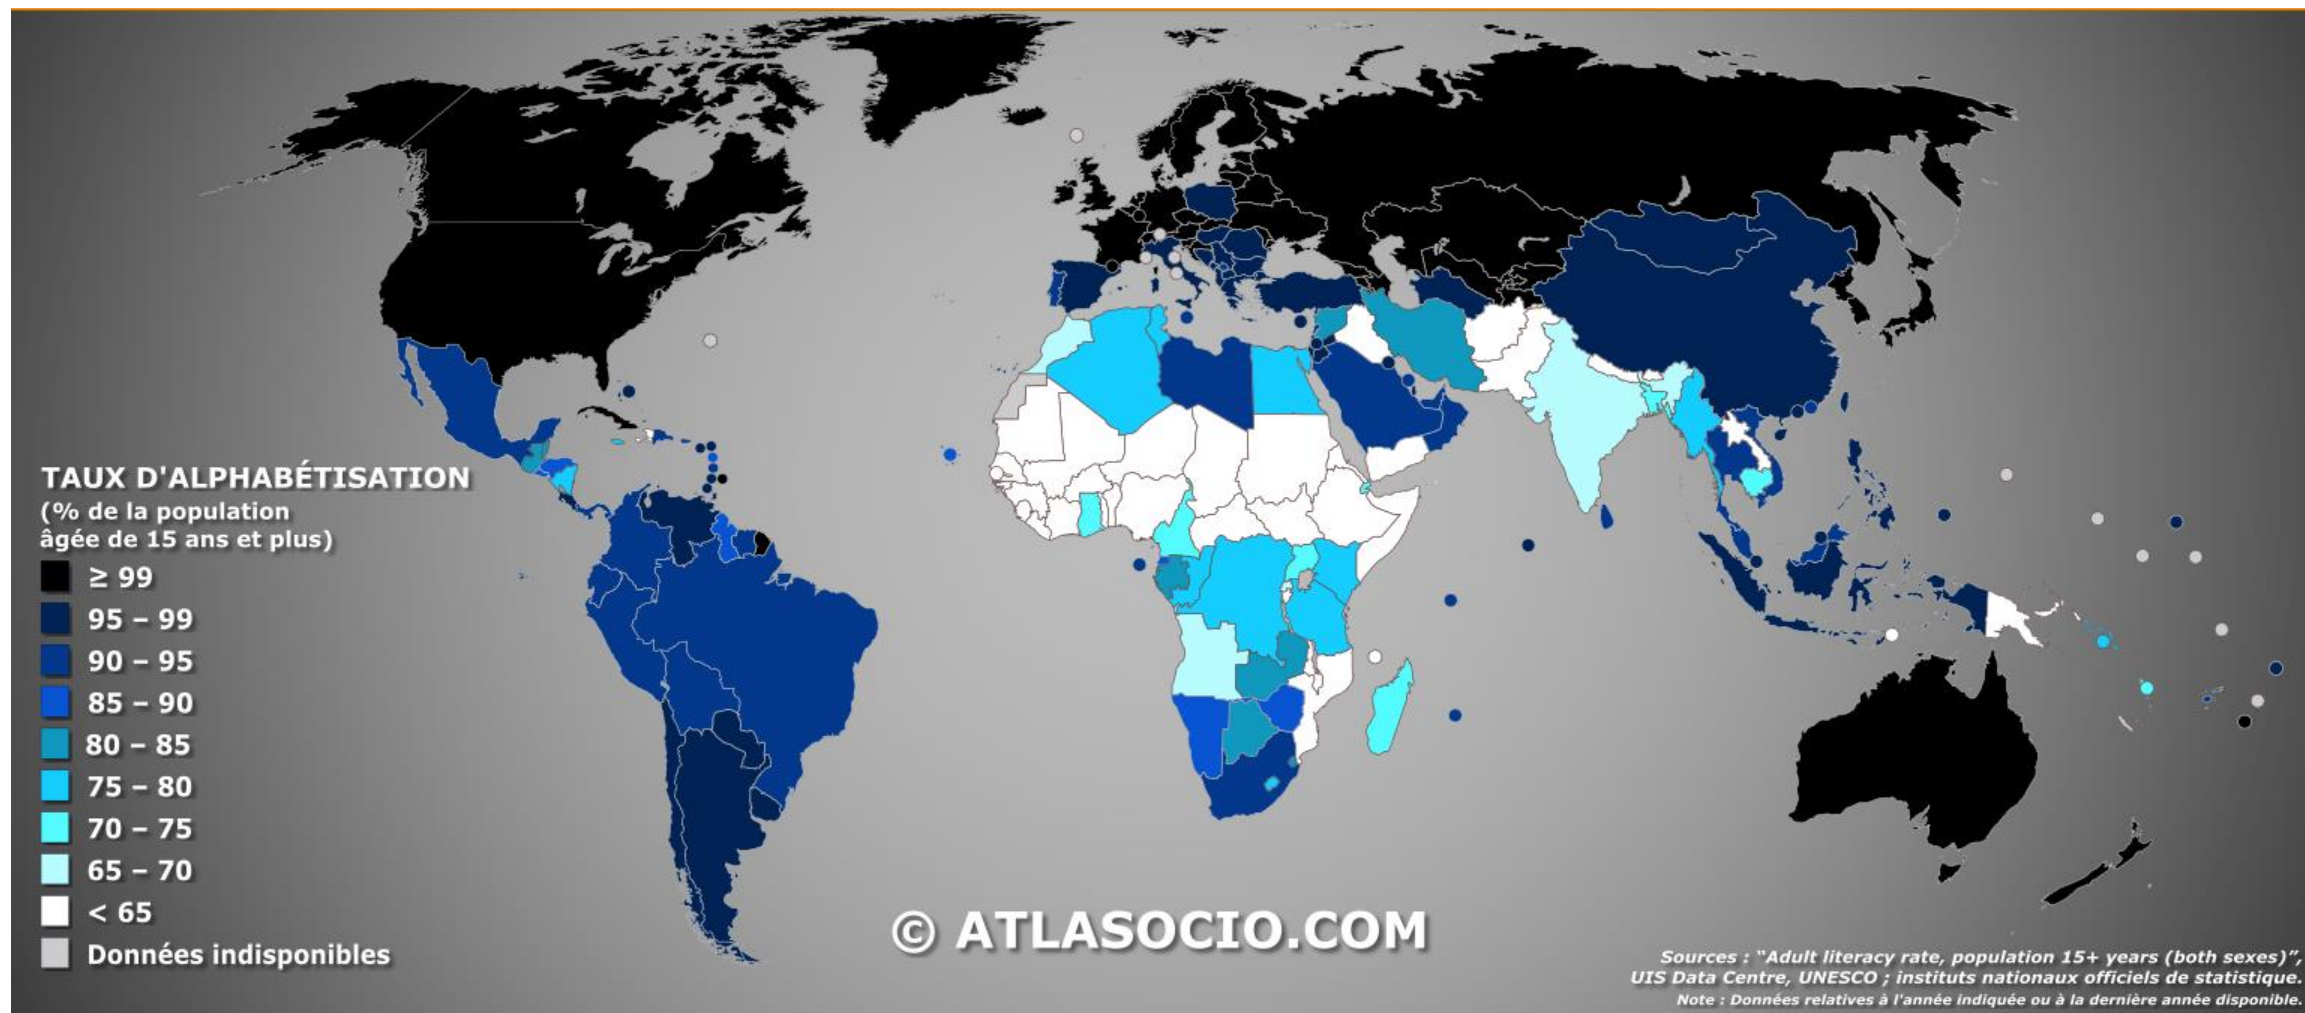 TAUX D'ALPHABÉTISATION
(% de la population
âgée de 15 ans et plus)
≥ 99
95 – 99
90 – 95
85 – 90
80 – 85
75 – 80
70 – 75
65 – 70
< 65
Données indisponibles
© ATLASOCIO.COM
Sources : "Adult literacy rate, population 15+ years (both sexes)",
UIS Data Centre, UNESCO ; instituts nationaux officiels de statistique.
Note : Données relatives à l'année indiquée ou à la dernière année disponible.